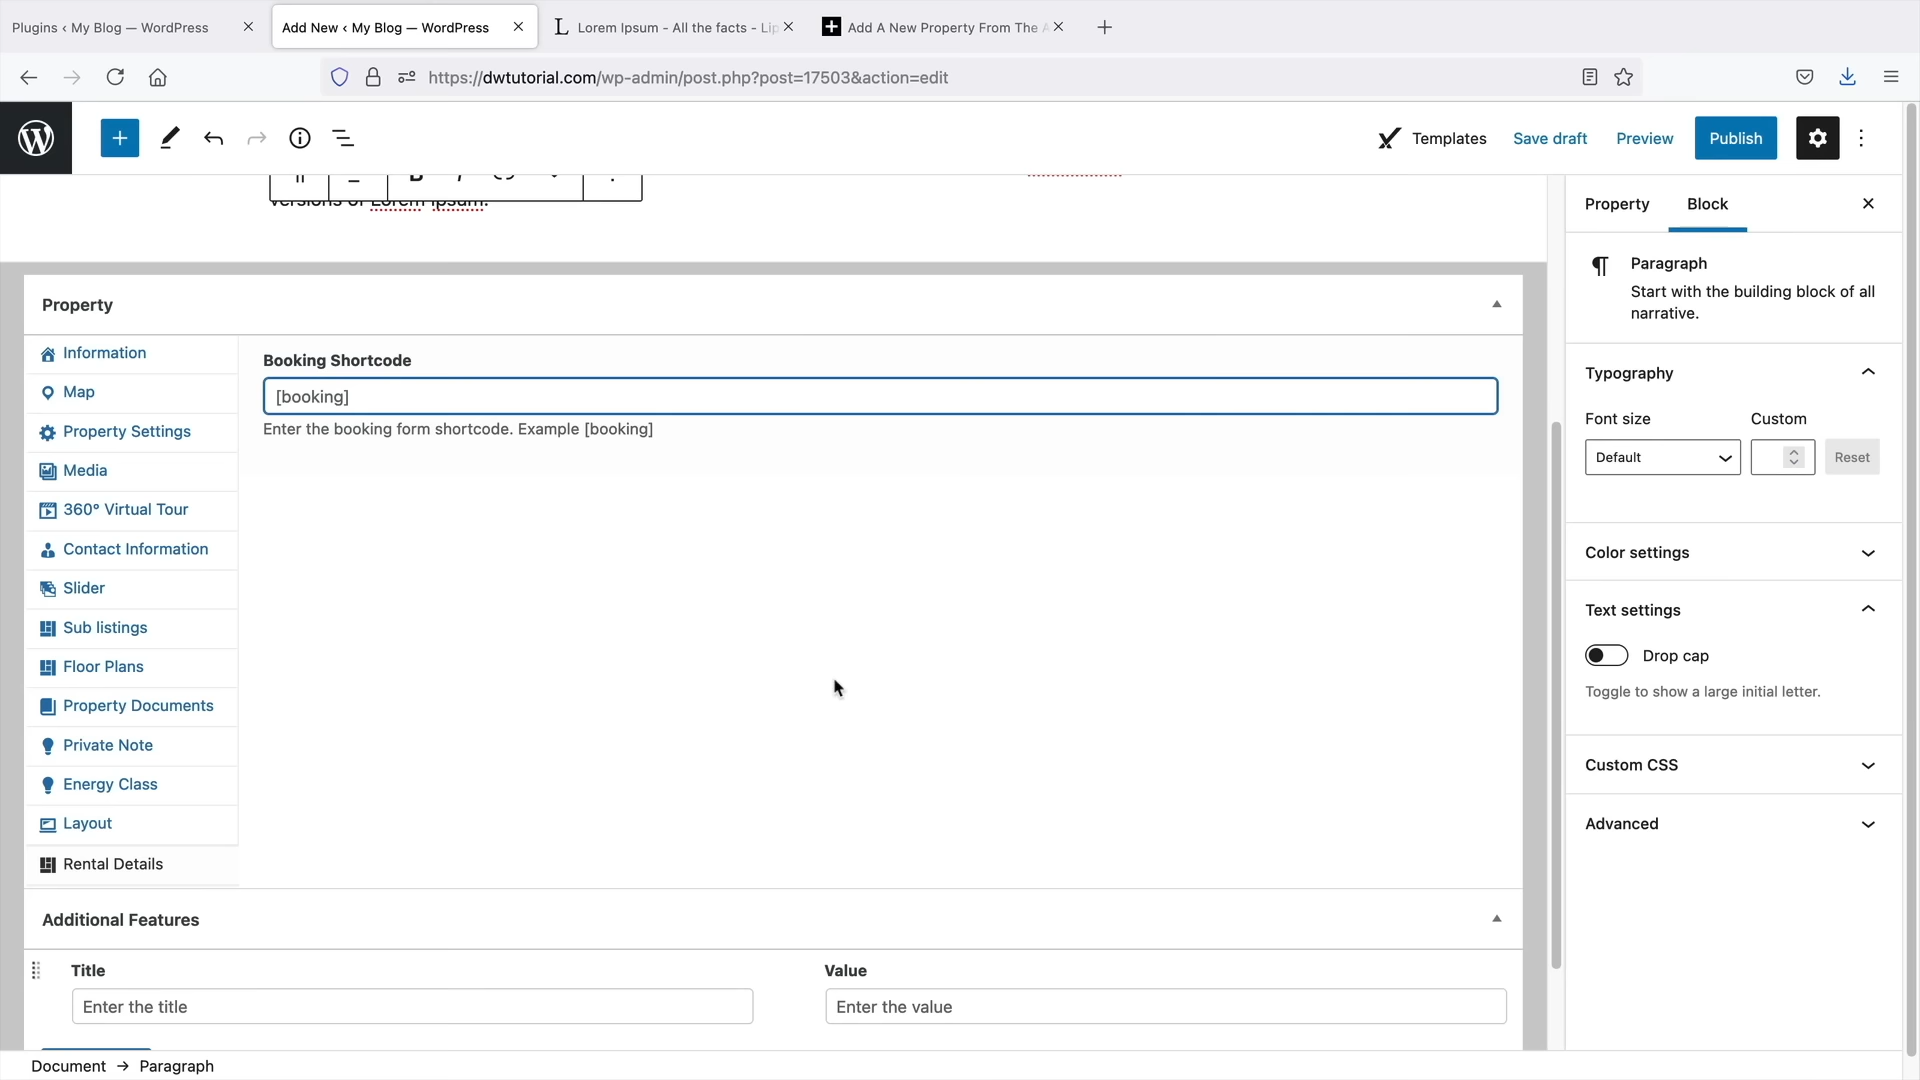 Plugins ‹ My Blog — WordPress
Add New ‹ My Blog — WordPress
Lorem Ipsum - All the facts - Lip
Add A New Property From The A
https://dwtutorial.com/wp-admin/post.php?post=17503&action=edit
Templates
Save draft
Preview
Publish
versions of Lorem Ipsum.
Property
Information
Map
Property Settings
Media
360° Virtual Tour
Contact Information
Slider
Sub listings
Floor Plans
Property Documents
Private Note
Energy Class
Layout
Rental Details
Booking Shortcode
[booking]
Enter the booking form shortcode. Example [booking]
Additional Features
Title
Value
Enter the title
Enter the value
Document → Paragraph
Property
Block
Paragraph
Start with the building block of all
narrative.
Typography
Font size
Custom
Default
Reset
Color settings
Text settings
Drop cap
Toggle to show a large initial letter.
Custom CSS
Advanced